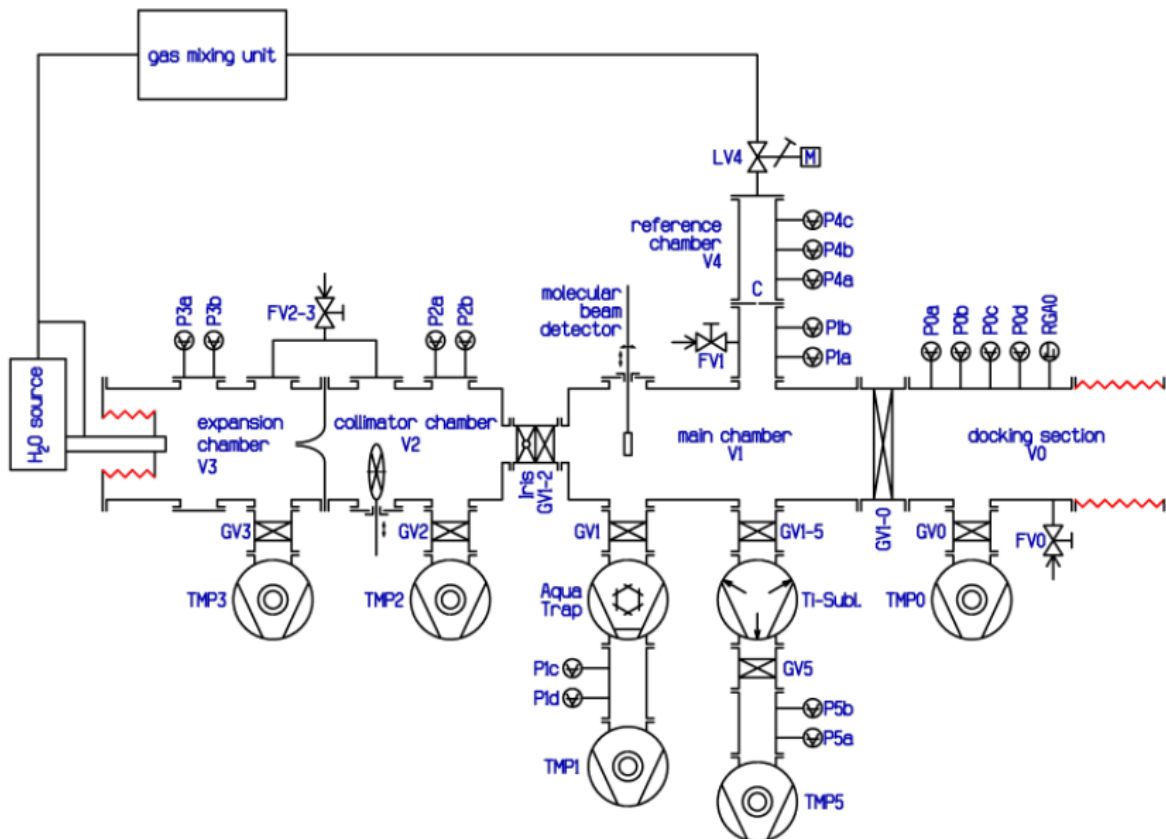 gas mixing unit
LV4
M
reference
chamber
V4
P4c
P4b
P4a
C
molecular
beam
detector
P3a
P3b
FV2-3
P2a
P2b
FV1
P1b
P1a
P0a
P0b
P0c
P0d
RGA0
H2O source
expansion
chamber
V3
collimator chamber
V2
Iris
GV1-2
main chamber
V1
GV1-0
docking section
V0
GV3
GV2
GV1
GV1-5
GV0
FV0
TMP3
TMP2
Aqua
Trap
Ti-Subl.
TMP0
P1c
P1d
GV5
P5b
P5a
TMP1
TMP5